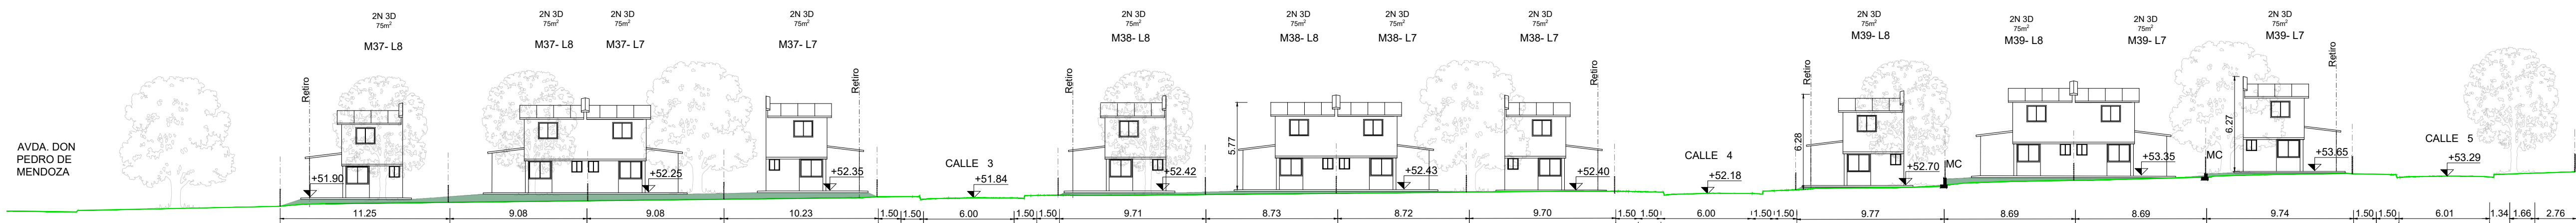 AVDA. DON
PEDRO DE
MENDOZA
2N 3D
75m²
M37- L8
Retiro
+51.90
2N 3D
75m²
M37- L8
2N 3D
75m²
M37- L7
+52.25
2N 3D
75m²
M37- L7
Retiro
+52.35
CALLE 3
+51.84
2N 3D
75m²
M38- L8
Retiro
+52.42
5.77
2N 3D
75m²
M38- L8
2N 3D
75m²
M38- L7
+52.43
2N 3D
75m²
M38- L7
Retiro
+52.40
CALLE 4
+52.18
2N 3D
75m²
M39- L8
Retiro
6.28
+52.70
MC
2N 3D
75m²
M39- L8
2N 3D
75m²
M39- L7
+53.35
MC
2N 3D
75m²
M39- L7
Retiro
6.27
+53.65
CALLE 5
+53.29
11.25 9.08 9.08 10.23 1.50 1.50 6.00 1.50 1.50 9.71 8.73 8.72 9.70 1.50 1.50 6.00 1.50 1.50 9.77 8.69 8.69 9.74 1.50 1.50 6.01 1.34 1.66 2.76